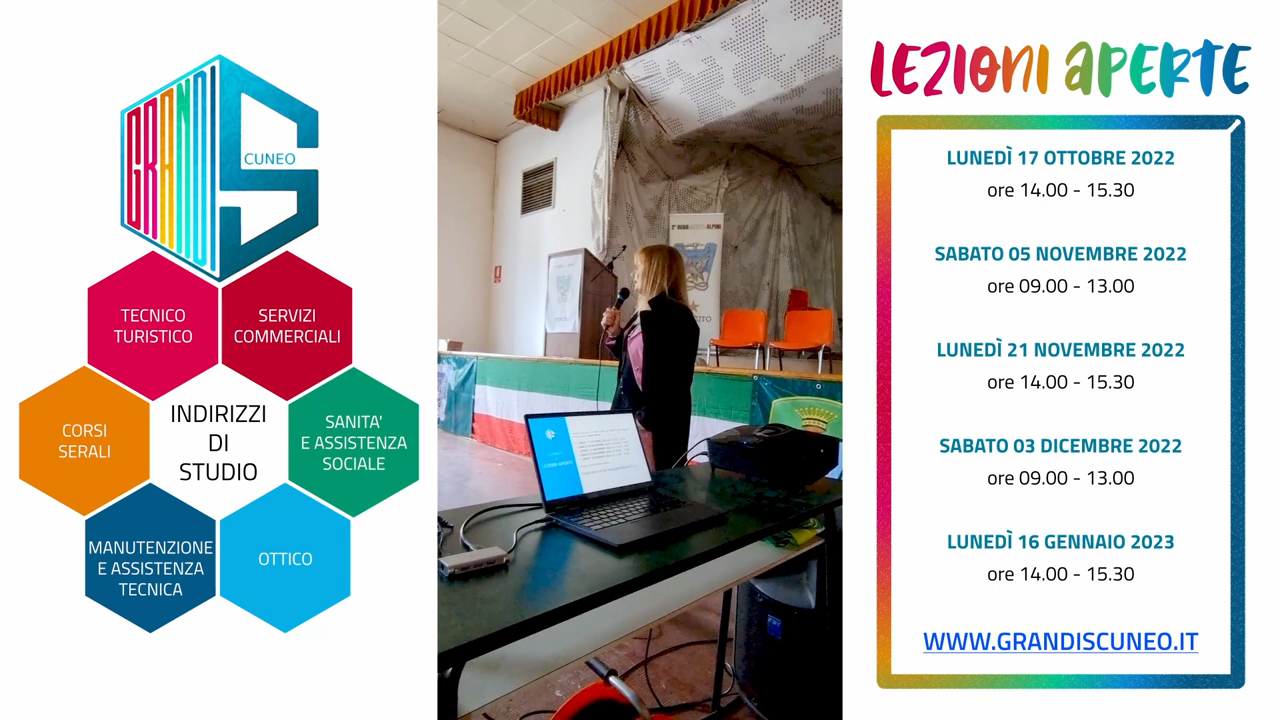 GRANDI
S
CUNEO
TECNICO
TURISTICO
SERVIZI
COMMERCIALI
CORSI
SERALI
INDIRIZZI
DI
STUDIO
SANITA'
E ASSISTENZA
SOCIALE
MANUTENZIONE
E ASSISTENZA
TECNICA
OTTICO
ALPINI
LEZIONI APERTE
LUNEDÌ 17 OTTOBRE 2022
ore 14.00 - 15.30
SABATO 05 NOVEMBRE 2022
ore 09.00 - 13.00
LUNEDÌ 21 NOVEMBRE 2022
ore 14.00 - 15.30
SABATO 03 DICEMBRE 2022
ore 09.00 - 13.00
LUNEDÌ 16 GENNAIO 2023
ore 14.00 - 15.30
WWW.GRANDISCUNEO.IT